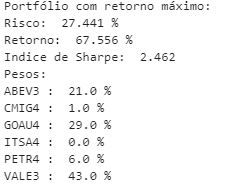 Portfólio com retorno máximo:
Risco:  27.441 %
Retorno:  67.556 %
Indice de Sharpe:  2.462
Pesos:
ABEV3 :  21.0 %
CMIG4 :  1.0 %
GOAU4 :  29.0 %
ITSA4 :  0.0 %
PETR4 :  6.0 %
VALE3 :  43.0 %